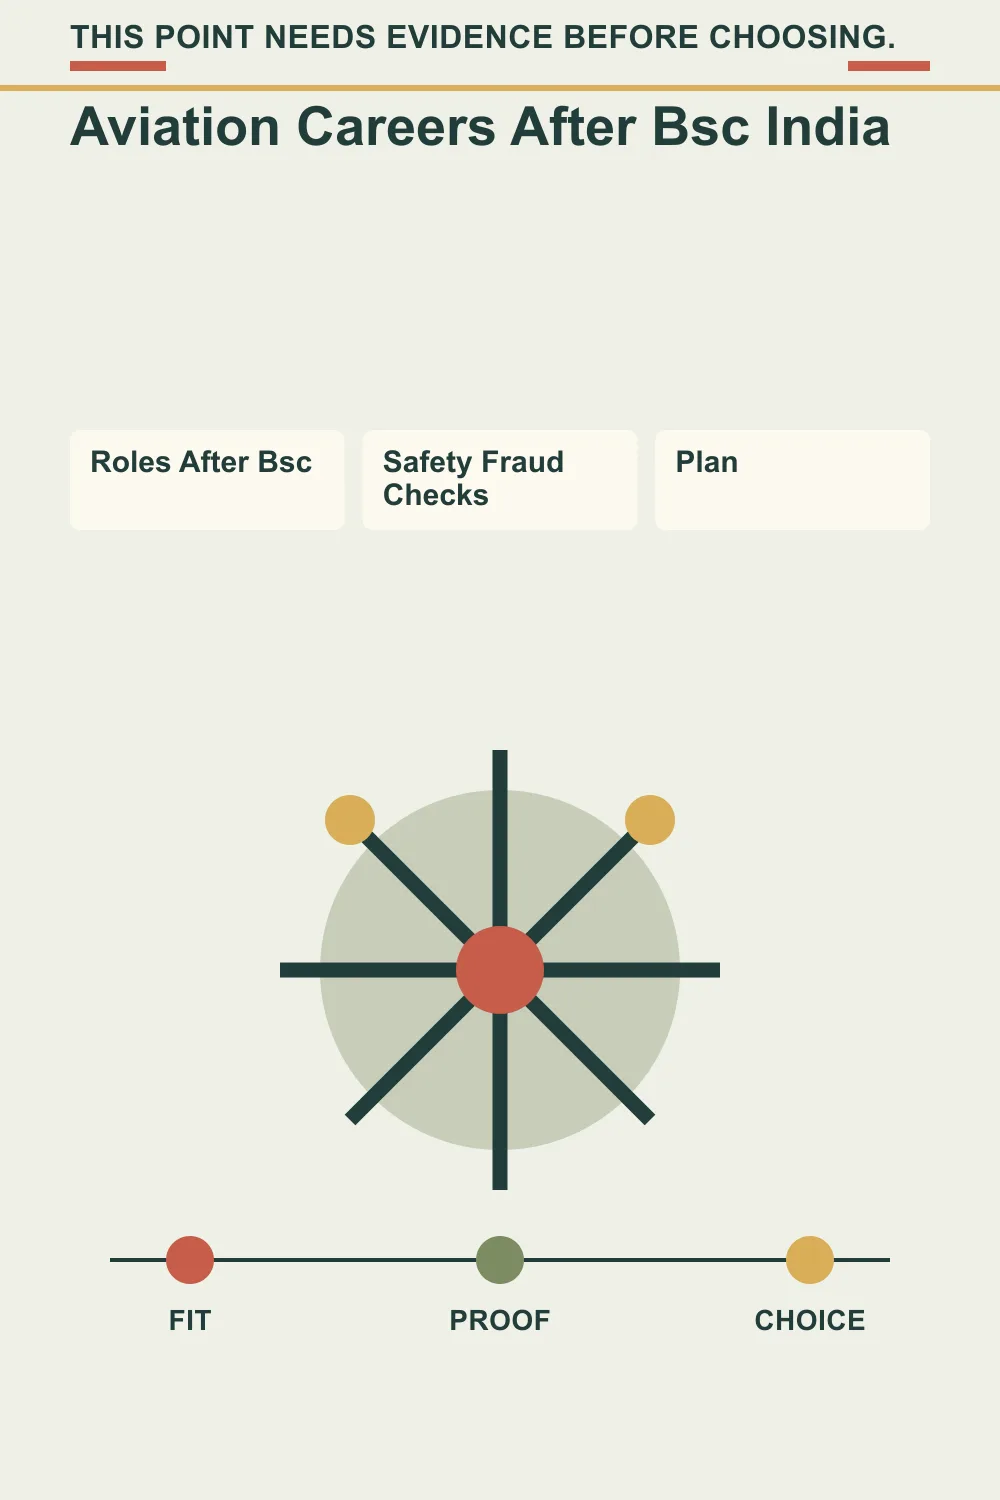 THIS POINT NEEDS EVIDENCE BEFORE CHOOSING.
Aviation Careers After Bsc India
Roles After Bsc
Safety Fraud
Checks
Plan
FIT
PROOF
CHOICE